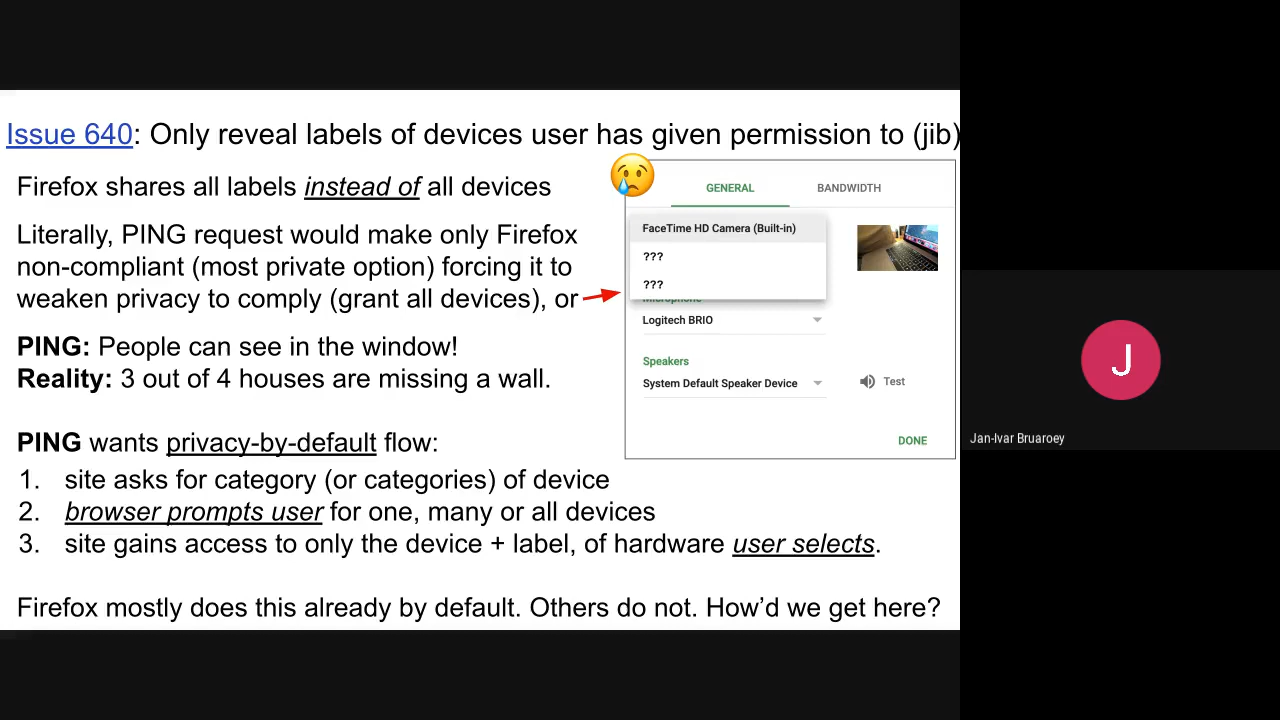 Issue 640: Only reveal labels of devices user has given permission to (jib)
Firefox shares all labels instead of all devices
Literally, PING request would make only Firefox
non-compliant (most private option) forcing it to
weaken privacy to comply (grant all devices), or
PING: People can see in the window!
Reality: 3 out of 4 houses are missing a wall.
PING wants privacy-by-default flow:
1. site asks for category (or categories) of device
2. browser prompts user for one, many or all devices
3. site gains access to only the device + label, of hardware user selects.
Firefox mostly does this already by default. Others do not. How’d we get here?
GENERAL BANDWIDTH
FaceTime HD Camera (Built-in)
???
???
Microphone
Logitech BRIO
Speakers
System Default Speaker Device
Test
DONE
J
Jan-Ivar Bruaroey